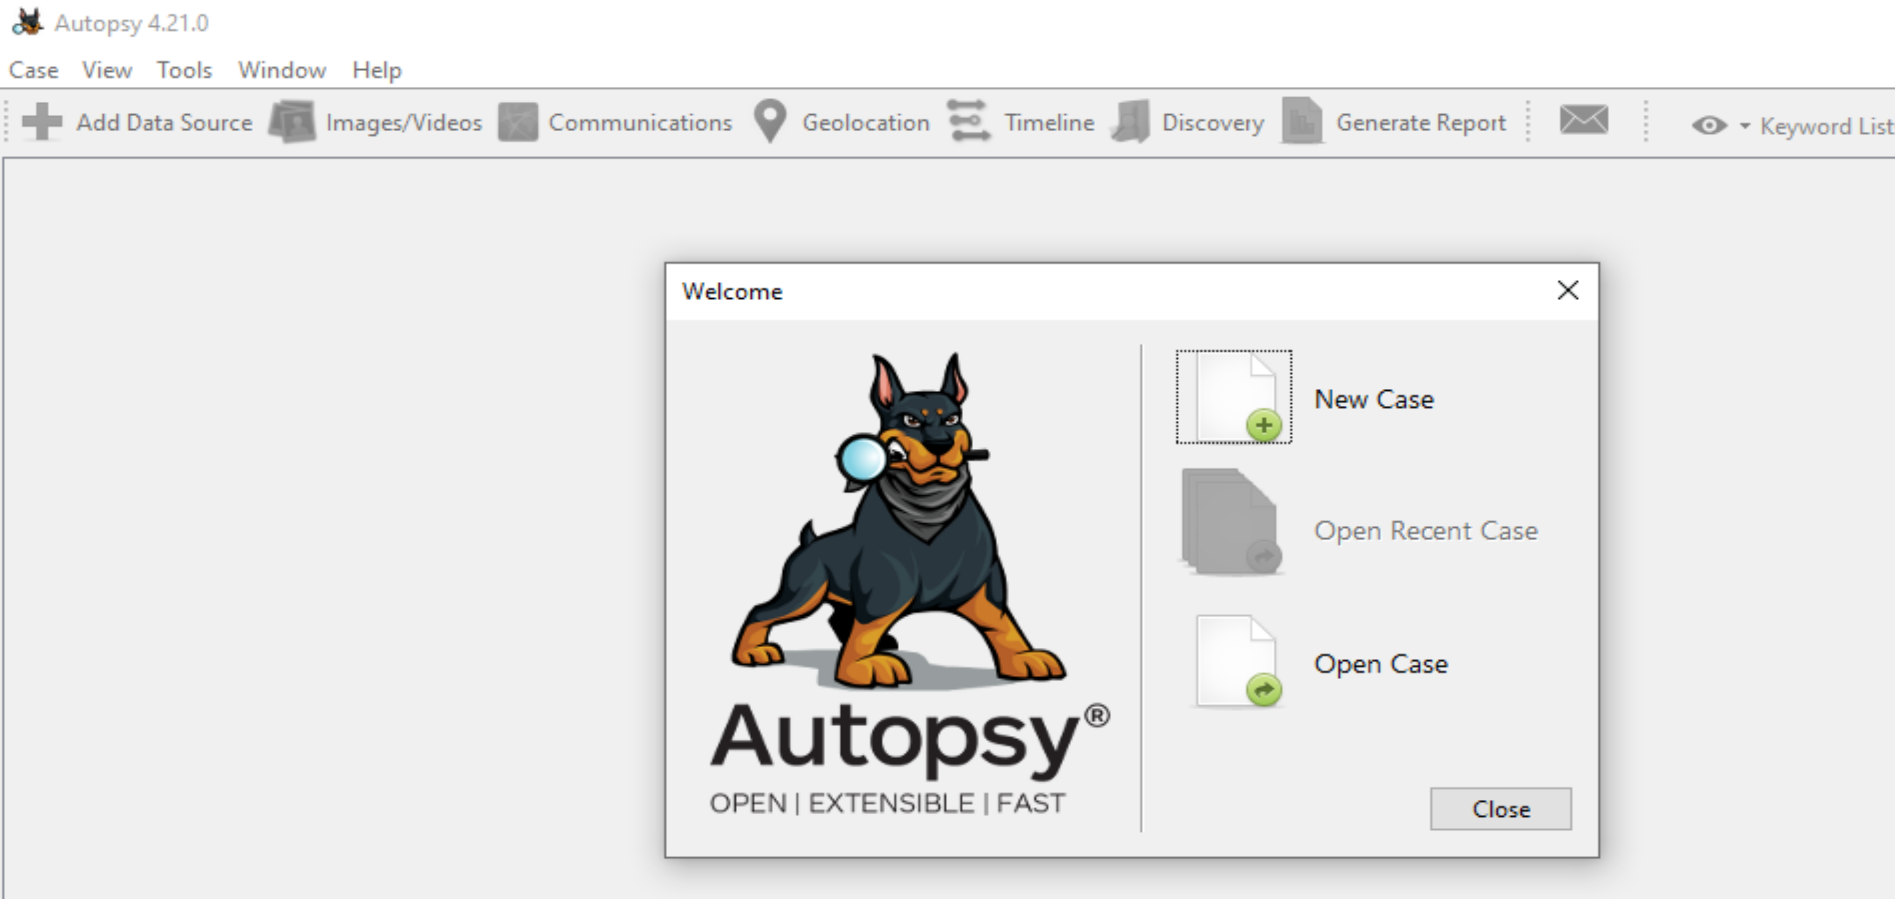 Autopsy 4.21.0
Case View Tools Window Help
Add Data Source Images/Videos Communications Geolocation Timeline Discovery Generate Report Keyword List
Welcome
New Case
Open Recent Case
Open Case
Autopsy®
OPEN | EXTENSIBLE | FAST
Close